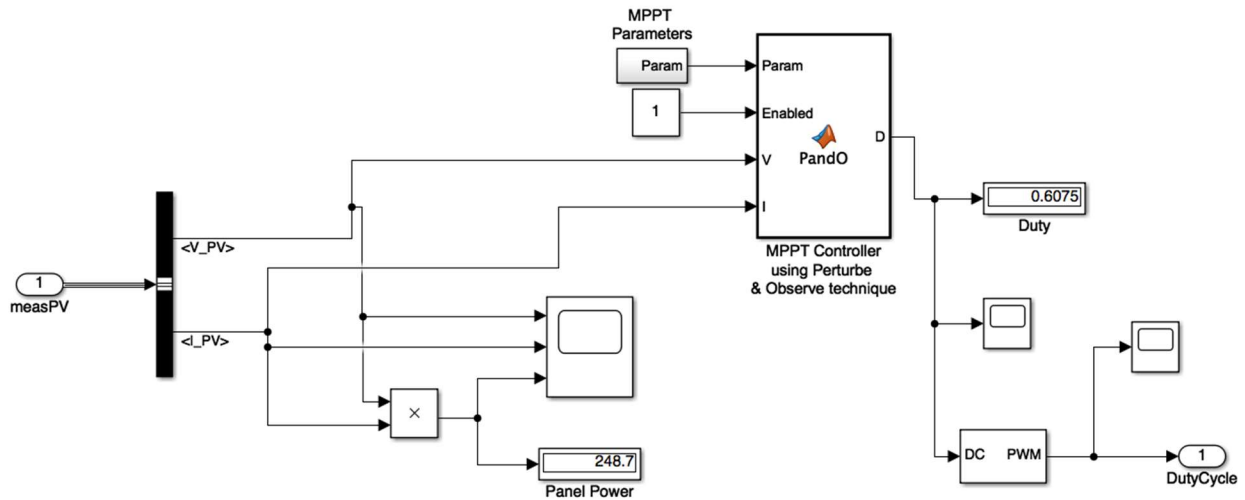 MPPT
Parameters
Param
Param
1
Enabled
D
PandO
V
I
0.6075
Duty
MPPT Controller
using Perturbe
& Observe technique
<V_PV>
1
measPV
<I_PV>
×
248.7
Panel Power
DC
PWM
1
DutyCycle